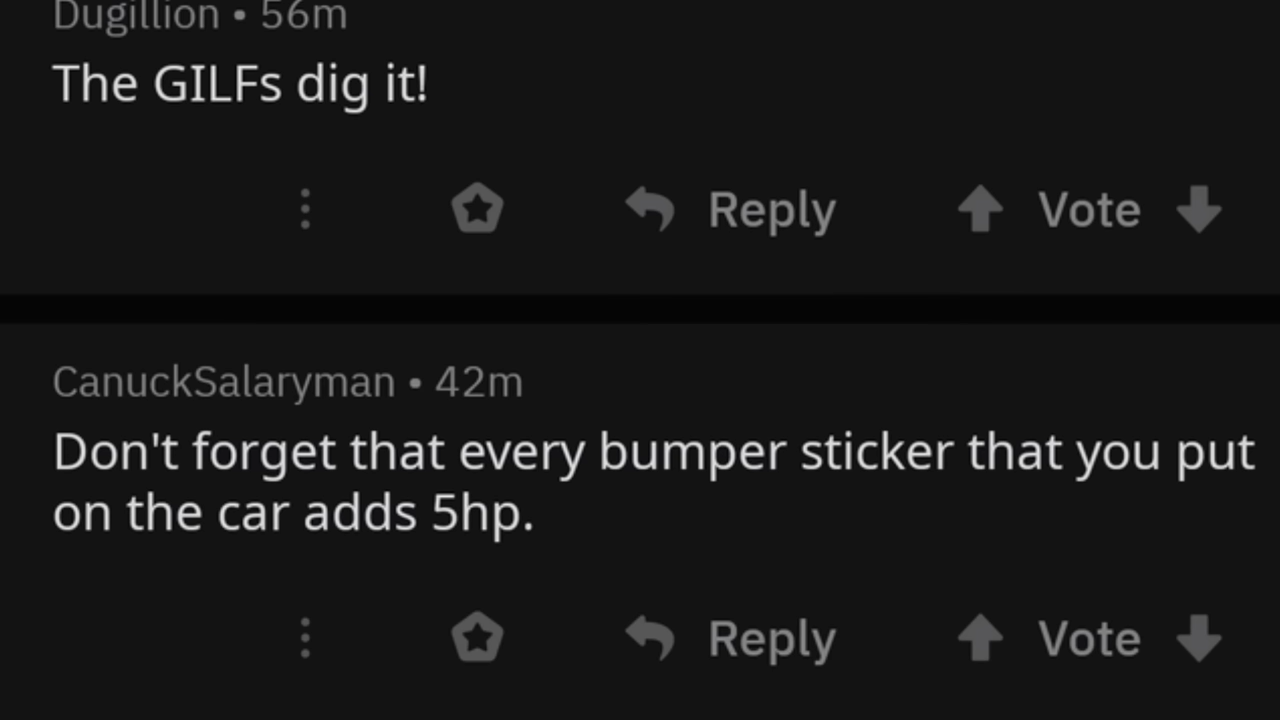 Dugillion • 56m
The GILFs dig it!
Reply Vote
CanuckSalaryman • 42m
Don't forget that every bumper sticker that you put
on the car adds 5hp.
Reply Vote